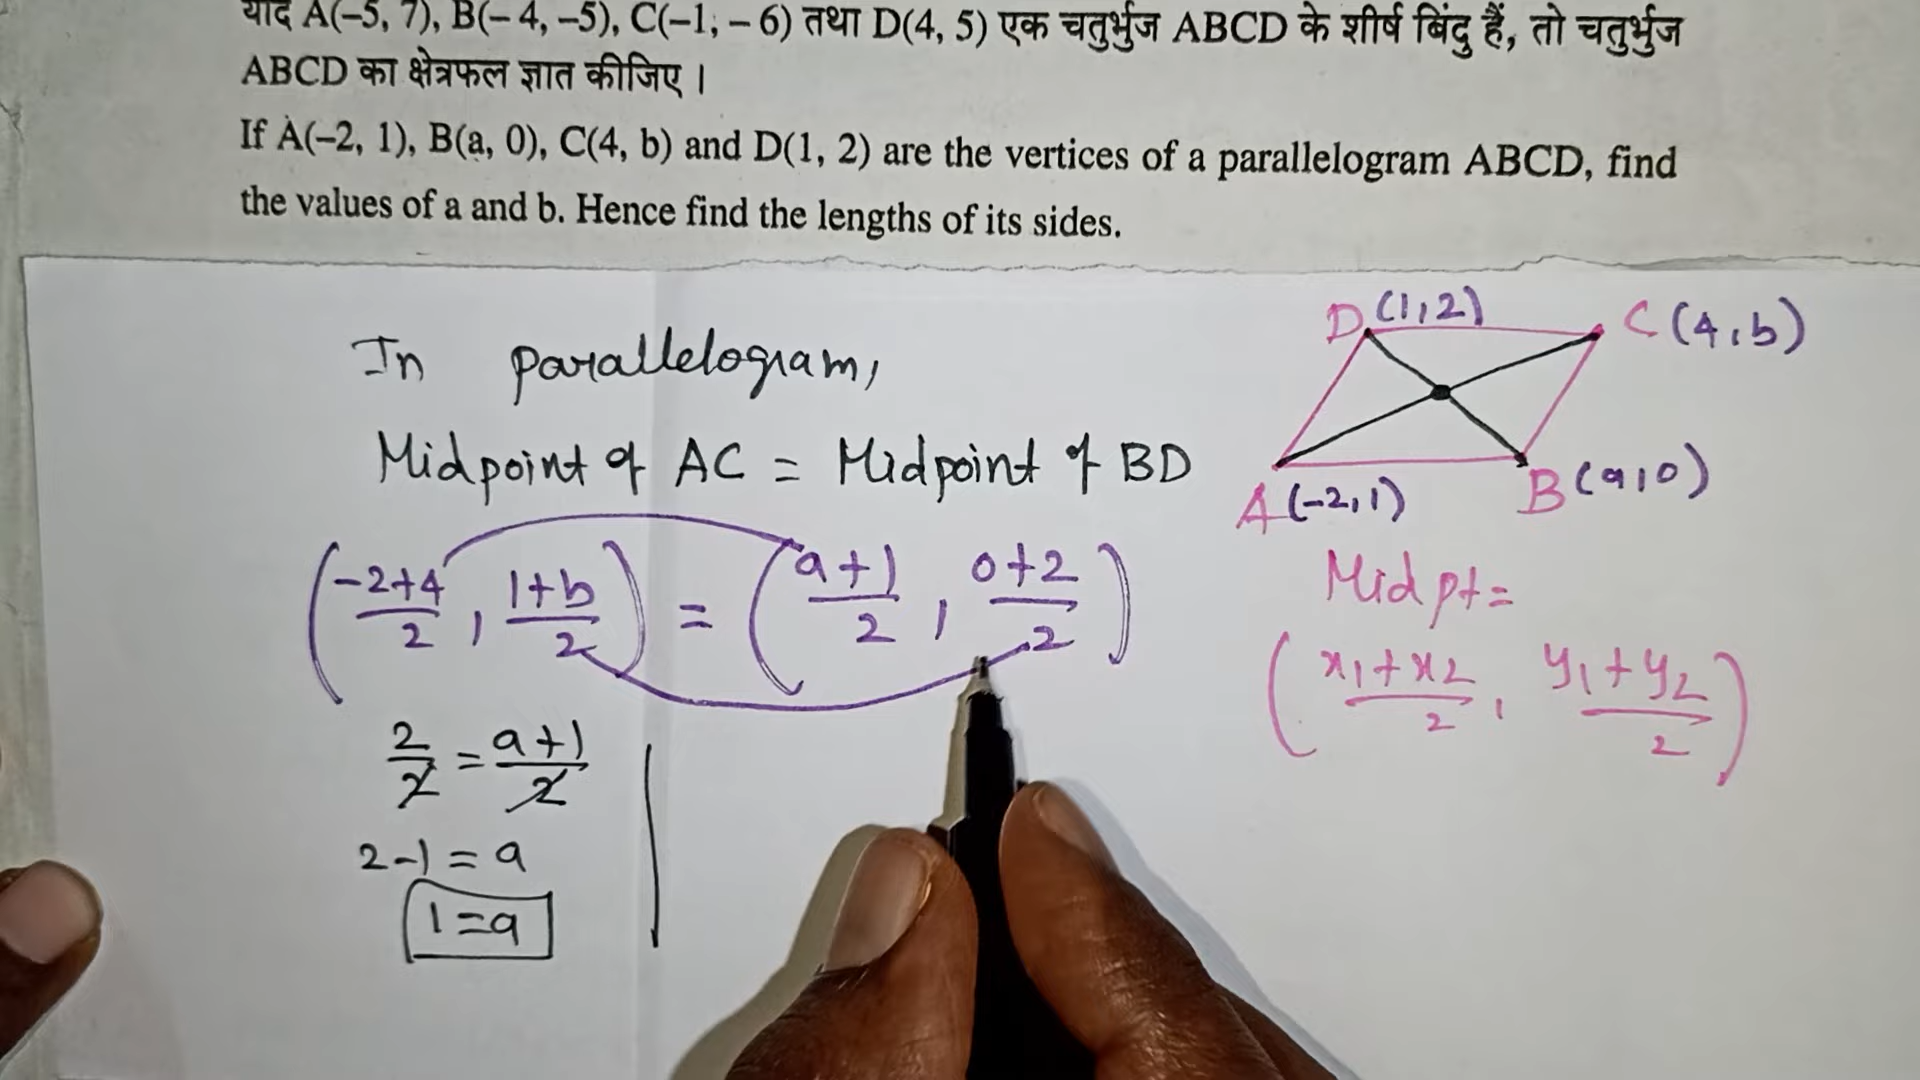 यदि A(–5, 7), B(– 4, –5), C(–1, – 6) तथा D(4, 5) एक चतुर्भुज ABCD के शीर्ष बिंदु हैं, तो चतुर्भुज
ABCD का क्षेत्रफल ज्ञात कीजिए ।
If A(–2, 1), B(a, 0), C(4, b) and D(1, 2) are the vertices of a parallelogram ABCD, find
the values of a and b. Hence find the lengths of its sides.
D (1,2)
C (4,b)
In parallelogram,
Midpoint of AC = Midpoint of BD
A (-2,1)
B (a,0)
(-2+4/2, 1+b/2) = (a+1/2, 0+2/2)
Mid pt =
(x1+x2/2, y1+y2/2)
2/2 = a+1/2
2-1 = a
1=a